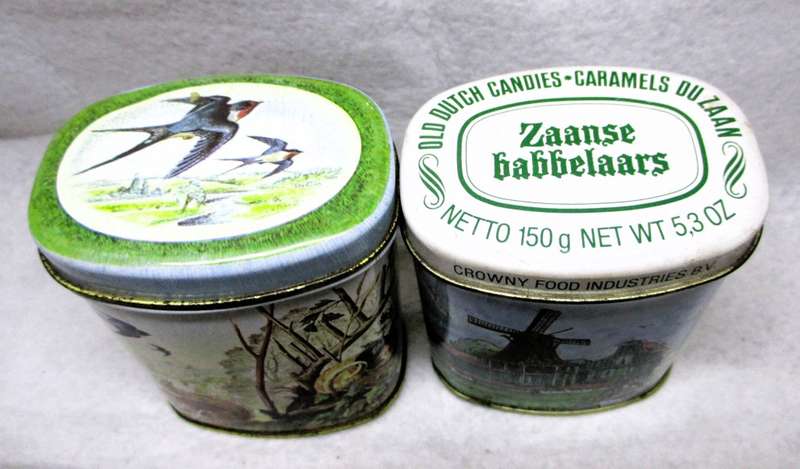 OLD DUTCH CANDIES • CARAMELS DU ZAAN
Zaanse
babbelaars
NETTO 150 g NET WT 5,3 OZ
CROWNY FOOD INDUSTRIES B.V.